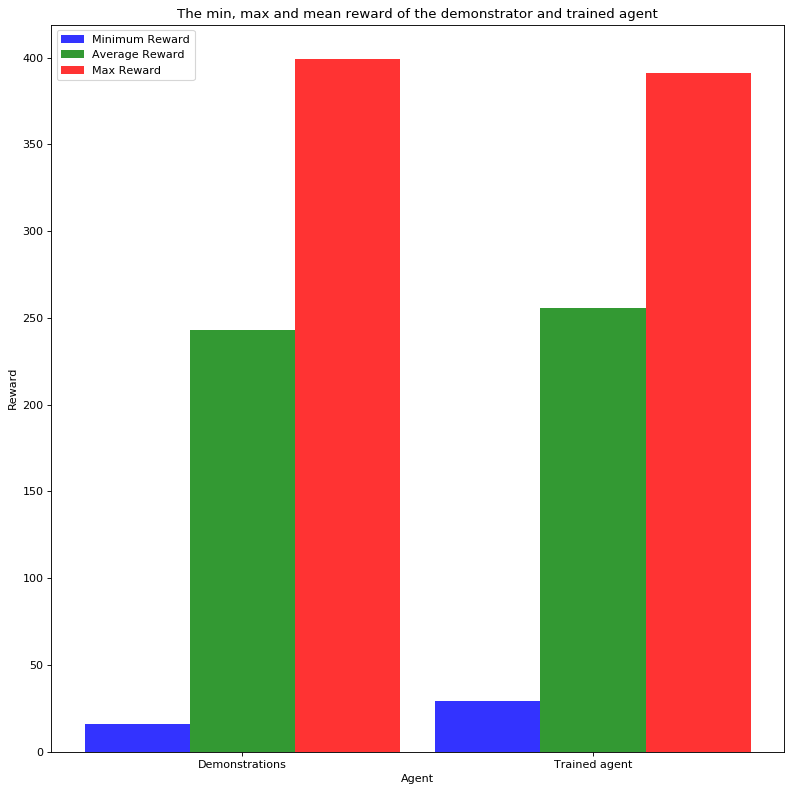 The min, max and mean reward of the demonstrator and trained agent
Minimum Reward
Average Reward
Max Reward
400
350
300
250
200
150
100
50
0
Reward
Demonstrations
Trained agent
Agent